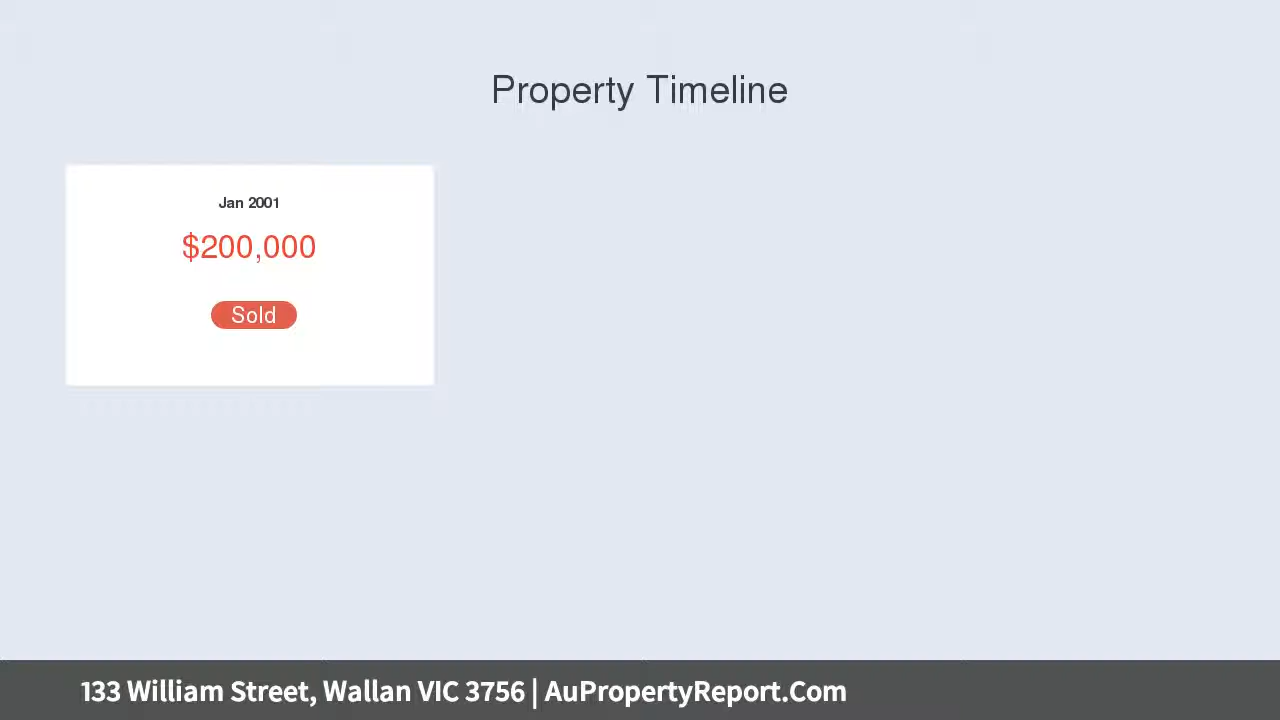 Property Timeline
Jan 2001
$200,000
Sold
133 William Street, Wallan VIC 3756 | AuPropertyReport.Com